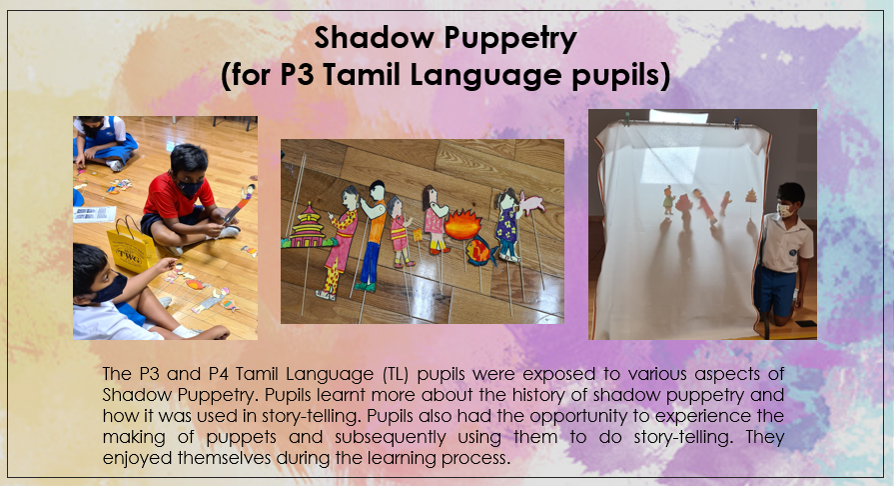 Shadow Puppetry
(for P3 Tamil Language pupils)
TWG
The P3 and P4 Tamil Language (TL) pupils were exposed to various aspects of
Shadow Puppetry. Pupils learnt more about the history of shadow puppetry and
how it was used in story-telling. Pupils also had the opportunity to experience the
making of puppets and subsequently using them to do story-telling. They
enjoyed themselves during the learning process.